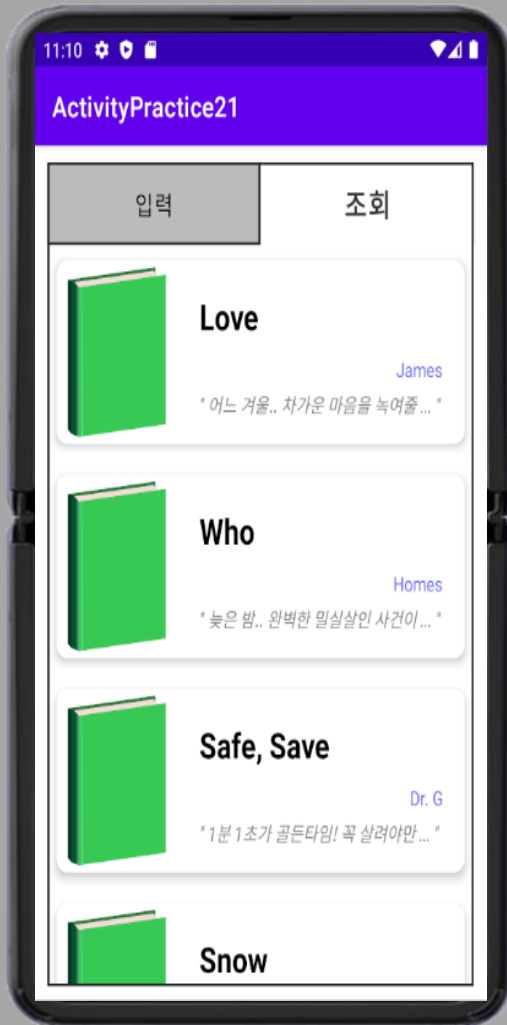 11:10
ActivityPractice21
입력
조회
Love
James
" 어느 겨울.. 차가운 마음을 녹여줄 ... "
Who
Homes
" 늦은 밤.. 완벽한 밀실살인 사건이 ... "
Safe, Save
Dr. G
" 1분 1초가 골든타임! 꼭 살려야만 ... "
Snow